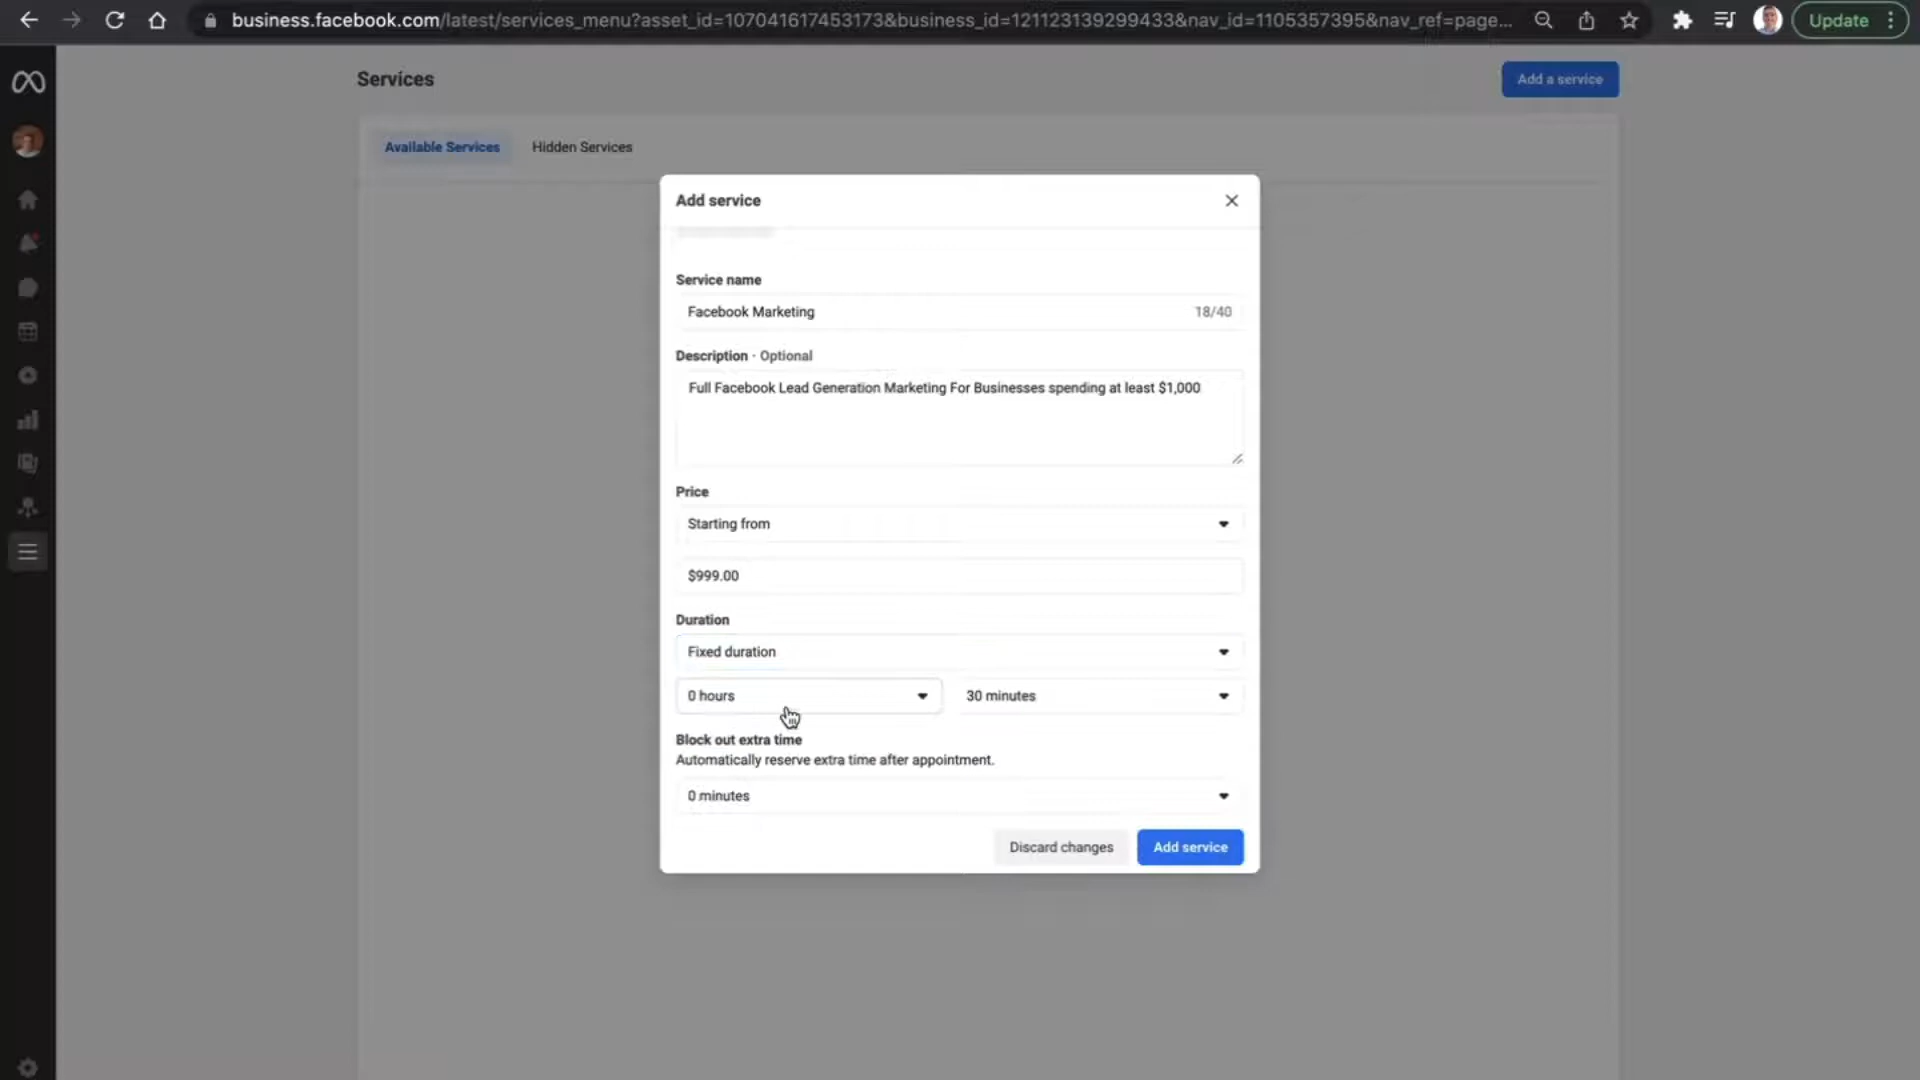 business.facebook.com/latest/services_menu?asset_id=107041617453173&business_id=121123139299433&nav_id=1105357395&nav_ref=page...
Update
Services
Add a service
Available Services
Hidden Services
Add service
Service name
Facebook Marketing
18/40
Description · Optional
Full Facebook Lead Generation Marketing For Businesses spending at least $1,000
Price
Starting from
$999.00
Duration
Fixed duration
0 hours
30 minutes
Block out extra time
Automatically reserve extra time after appointment.
0 minutes
Discard changes
Add service